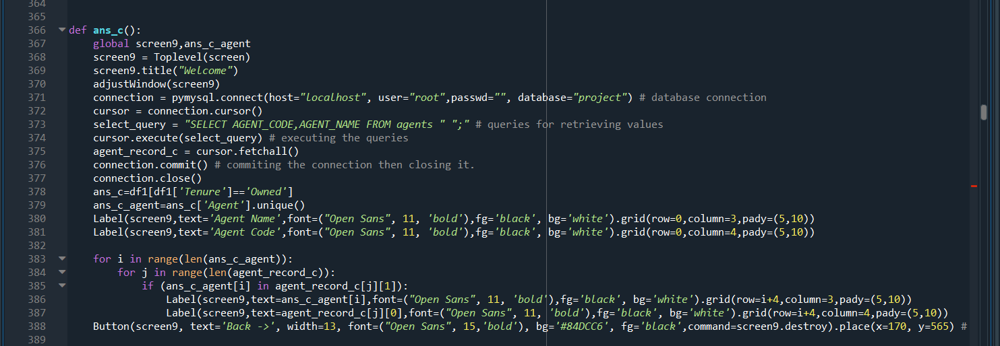 364
365
366 def ans_c():
367 global screen9,ans_c_agent
368 screen9 = Toplevel(screen)
369 screen9.title("Welcome")
370 adjustWindow(screen9)
371 connection = pymysql.connect(host="localhost", user="root",passwd="", database="project") # database connection
372 cursor = connection.cursor()
373 select_query = "SELECT AGENT_CODE,AGENT_NAME FROM agents " ";" # queries for retrieving values
374 cursor.execute(select_query) # executing the queries
375 agent_record_c = cursor.fetchall()
376 connection.commit() # commiting the connection then closing it.
377 connection.close()
378 ans_c=df1[df1['Tenure']=='Owned']
379 ans_c_agent=ans_c['Agent'].unique()
380 Label(screen9,text='Agent Name',font=("Open Sans", 11, 'bold'),fg='black', bg='white').grid(row=0,column=3,pady=(5,10))
381 Label(screen9,text='Agent Code',font=("Open Sans", 11, 'bold'),fg='black', bg='white').grid(row=0,column=4,pady=(5,10))
382
383 for i in range(len(ans_c_agent)):
384 for j in range(len(agent_record_c)):
385 if (ans_c_agent[i] in agent_record_c[j][1]):
386 Label(screen9,text=ans_c_agent[i],font=("Open Sans", 11, 'bold'),fg='black', bg='white').grid(row=i+4,column=3,pady=(5,10))
387 Label(screen9,text=agent_record_c[j][0],font=("Open Sans", 11, 'bold'),fg='black', bg='white').grid(row=i+4,column=4,pady=(5,10))
388 Button(screen9, text='Back ->', width=13, font=("Open Sans", 15,'bold'), bg='#84DCC6', fg='black',command=screen9.destroy).place(x=170, y=565) #
389